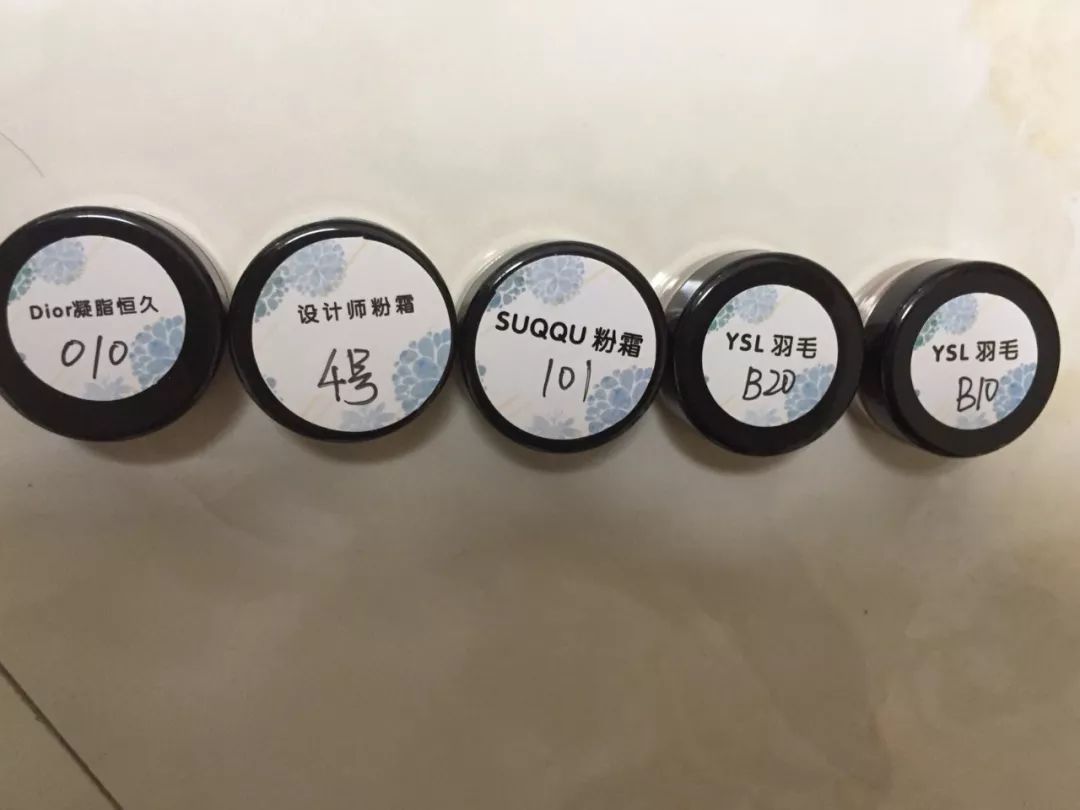 Dior凝脂恒久
010
设计师粉霜
4号
SUQQU 粉霜
101
YSL 羽毛
B20
YSL 羽毛
B10